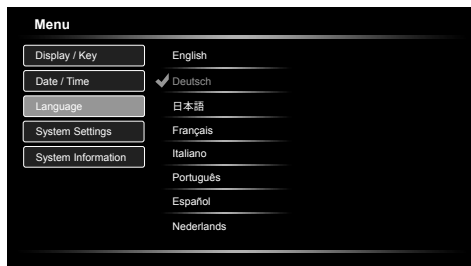 Menu
Display / Key
Date / Time
Language
System Settings
System Information
English
Deutsch
日本語
Français
Italiano
Português
Español
Nederlands